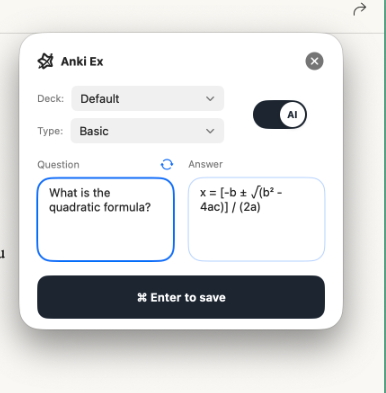 Anki Ex
Deck: Default
Type: Basic
AI
Question
Answer
What is the
quadratic formula?
x = [-b ± √(b² -
4ac)] / (2a)
⌘ Enter to save